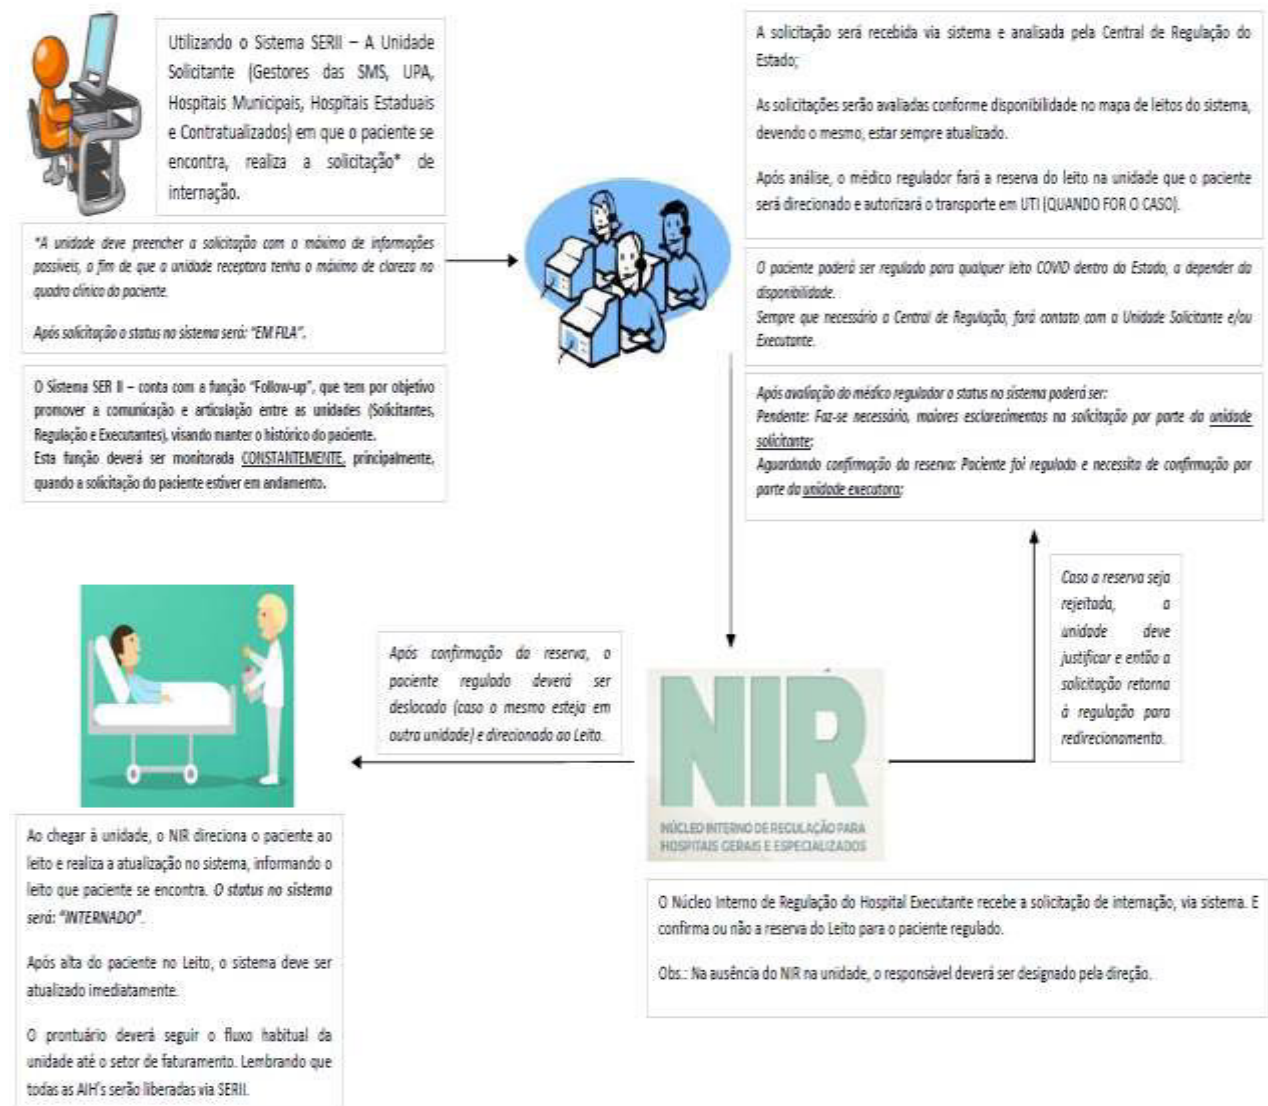 Utilizando o Sistema SERII – A Unidade
Solicitante (Gestores das SMS, UPA,
Hospitais Municipais, Hospitais Estaduais
e Contratualizados) em que o paciente se
encontra, realiza a solicitação* de
internação.
*A unidade deve preencher a solicitação com o máximo de informações
possíveis, a fim de que a unidade receptora tenha o máximo de clareza no
quadro clínico do paciente.
Após solicitação o status no sistema será: "EM FILA".
O Sistema SER II – conta com a função "Follow-up", que tem por objetivo
promover a comunicação e articulação entre as unidades (Solicitantes,
Regulação e Executantes), visando manter o histórico do paciente.
Esta função deverá ser monitorada CONSTANTEMENTE, principalmente,
quando a solicitação do paciente estiver em andamento.
A solicitação será recebida via sistema e analisada pela Central de Regulação do
Estado;
As solicitações serão avaliadas conforme disponibilidade no mapa de leitos do sistema,
devendo o mesmo, estar sempre atualizado.
Após análise, o médico regulador fará a reserva do leito na unidade que o paciente
será direcionado e autorizará o transporte em UTI (QUANDO FOR O CASO).
O paciente poderá ser regulado para qualquer leito COVID dentro do Estado, a depender da
disponibilidade.
Sempre que necessário a Central de Regulação, fará contato com a Unidade Solicitante e/ou
Executante.
Após avaliação do médico regulador o status no sistema poderá ser:
Pendente: Faz-se necessário, maiores esclarecimentos na solicitação por parte da unidade
solicitante;
Aguardando confirmação da reserva: Paciente foi regulado e necessita de confirmação por
parte da unidade executora;
Caso a reserva seja
rejeitada, a
unidade deve
justificar e então a
solicitação retorna
à regulação para
redirecionamento.
NIR
NÚCLEO INTERNO DE REGULAÇÃO PARA
HOSPITAIS GERAIS E ESPECIALIZADOS
O Núcleo Interno de Regulação do Hospital Executante recebe a solicitação de internação, via sistema. E
confirma ou não a reserva do Leito para o paciente regulado.
Obs.: Na ausência do NIR na unidade, o responsável deverá ser designado pela direção.
Após confirmação da reserva, o
paciente regulado deverá ser
deslocado (caso o mesmo esteja em
outra unidade) e direcionado ao Leito.
Ao chegar à unidade, o NIR direciona o paciente ao
leito e realiza a atualização no sistema, informando o
leito que paciente se encontra. O status no sistema
será: "INTERNADO".
Após alta do paciente no Leito, o sistema deve ser
atualizado imediatamente.
O prontuário deverá seguir o fluxo habitual da
unidade até o setor de faturamento. Lembrando que
todas as AIH's serão liberadas via SERII.